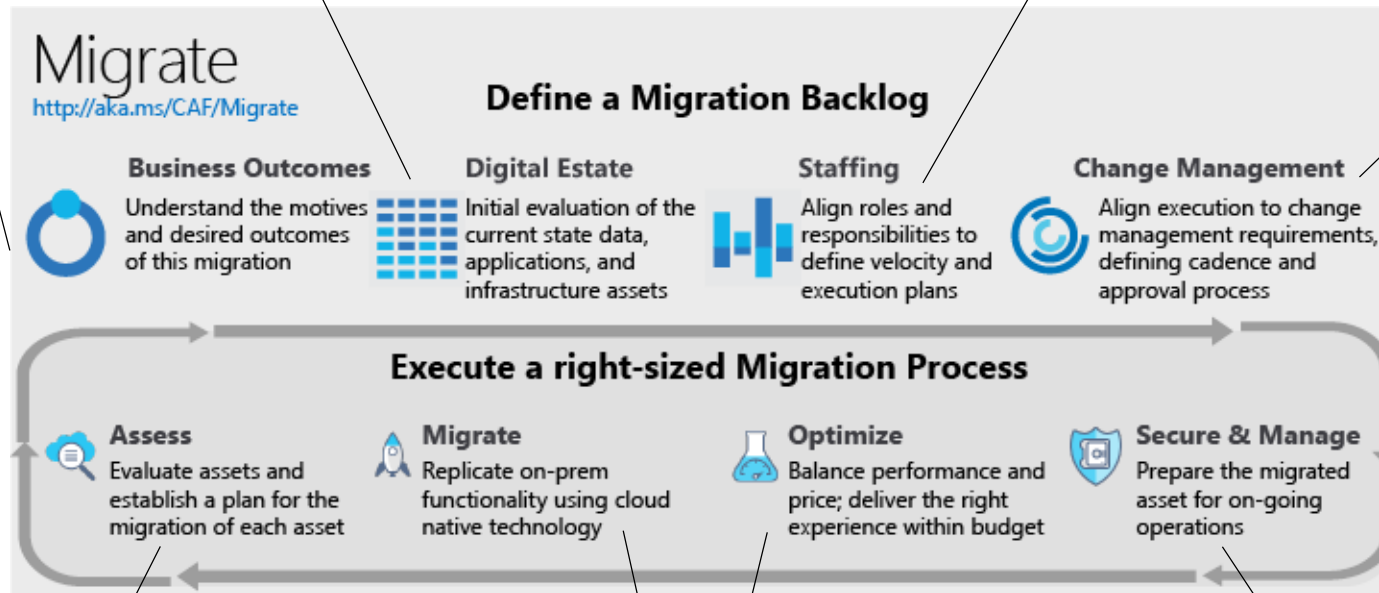 Migrate
http://aka.ms/CAF/Migrate
Define a Migration Backlog
Business Outcomes
Understand the motives
and desired outcomes
of this migration
Digital Estate
Initial evaluation of the
current state data,
applications, and
infrastructure assets
Staffing
Align roles and
responsibilities to
define velocity and
execution plans
Change Management
Align execution to change
management requirements,
defining cadence and
approval process
Execute a right-sized Migration Process
Assess
Evaluate assets and
establish a plan for the
migration of each asset
Migrate
Replicate on-prem
functionality using cloud
native technology
Optimize
Balance performance and
price; deliver the right
experience within budget
Secure & Manage
Prepare the migrated
asset for on-going
operations